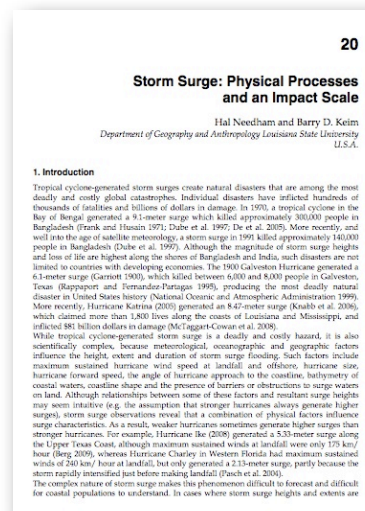 20
Storm Surge: Physical Processes
and an Impact Scale
Hal Needham and Barry D. Keim
Department of Geography and Anthropology Louisiana State University
U.S.A.
1. Introduction
Tropical cyclone-generated storm surges create natural disasters that are among the most
deadly and costly global catastrophes. Individual disasters have inflicted hundreds of
thousands of fatalities and billions of dollars in damage. In 1970, a tropical cyclone in the
Bay of Bengal generated a 9.1-meter surge which killed approximately 300,000 people in
Bangladesh (Frank and Husain 1971; Dube et al. 1997; De et al. 2005). More recently, and
well into the age of satellite meteorology, a storm surge in 1991 killed approximately 140,000
people in Bangladesh (Dube et al. 1997). Although the magnitude of storm surge heights
and loss of life are highest along the shores of Bangladesh and India, such disasters are not
limited to countries with developing economies. The 1900 Galveston Hurricane generated a
6.1-meter surge (Garriott 1900), which killed between 6,000 and 8,000 people in Galveston,
Texas (Rappaport and Fernandez-Partagas 1995), producing the most deadly natural
disaster in United States history (National Oceanic and Atmospheric Administration 1999).
More recently, Hurricane Katrina (2005) generated an 8.47-meter surge (Knabb et al. 2006),
which claimed more than 1,800 lives along the coasts of Louisiana and Mississippi, and
inflicted $81 billion dollars in damage (McTaggart-Cowan et al. 2008).
While tropical cyclone-generated storm surge is a deadly and costly hazard, it is also
scientifically complex, because meteorological, oceanographic and geographic factors
influence the height, extent and duration of storm surge flooding. Such factors include
maximum sustained hurricane wind speed at landfall and offshore, hurricane size,
hurricane forward speed, the angle of hurricane approach to the coastline, bathymetry of
coastal waters, coastline shape and the presence of barriers or obstructions to surge waters
on land. Although relationships between some of these factors and resultant surge heights
may seem intuitive (e.g. the assumption that stronger hurricanes always generate higher
surges), storm surge observations reveal that a combination of physical factors influence
surge characteristics. As a result, weaker hurricanes sometimes generate higher surges than
stronger hurricanes. For example, Hurricane Ike (2008) generated a 5.33-meter surge along
the Upper Texas Coast, although maximum sustained winds at landfall were only 175 km/
hour (Berg 2009), whereas Hurricane Charley in Western Florida had maximum sustained
winds of 240 km/ hour at landfall, but only generated a 2.13-meter surge, partly because the
storm rapidly intensified just before making landfall (Pasch et al. 2004).
The complex nature of storm surge makes this phenomenon difficult to forecast and difficult
for coastal populations to understand. In cases where storm surge heights and extents are